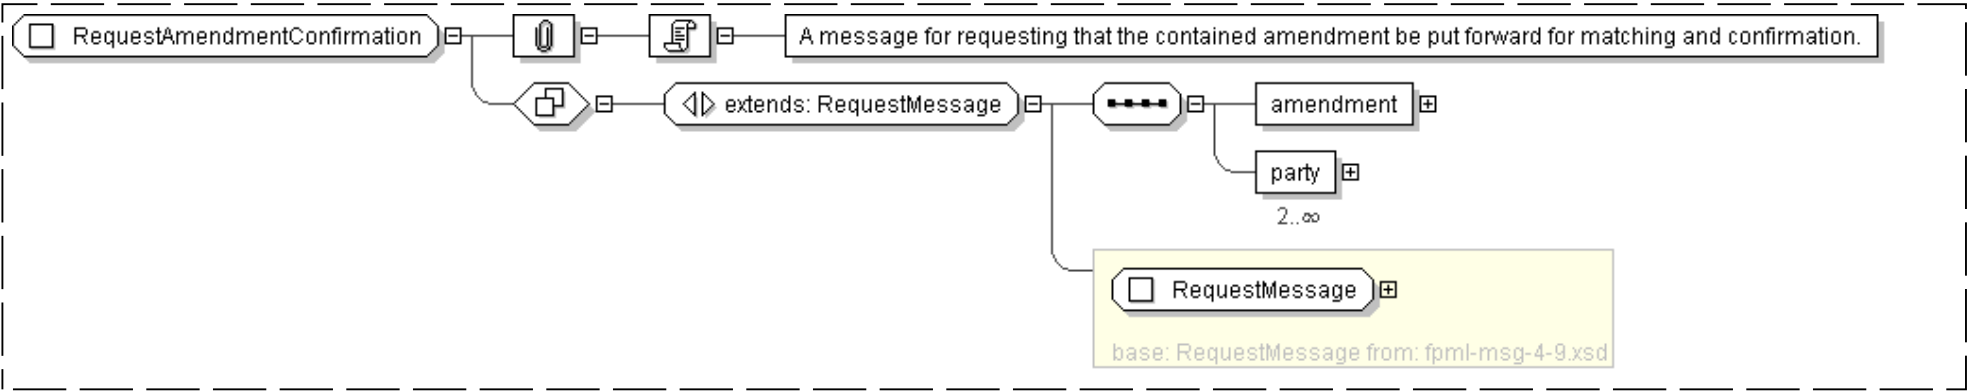 RequestAmendmentConfirmation
A message for requesting that the contained amendment be put forward for matching and confirmation.
extends: RequestMessage
amendment
party
2..∞
RequestMessage
base: RequestMessage from: fpml-msg-4-9.xsd